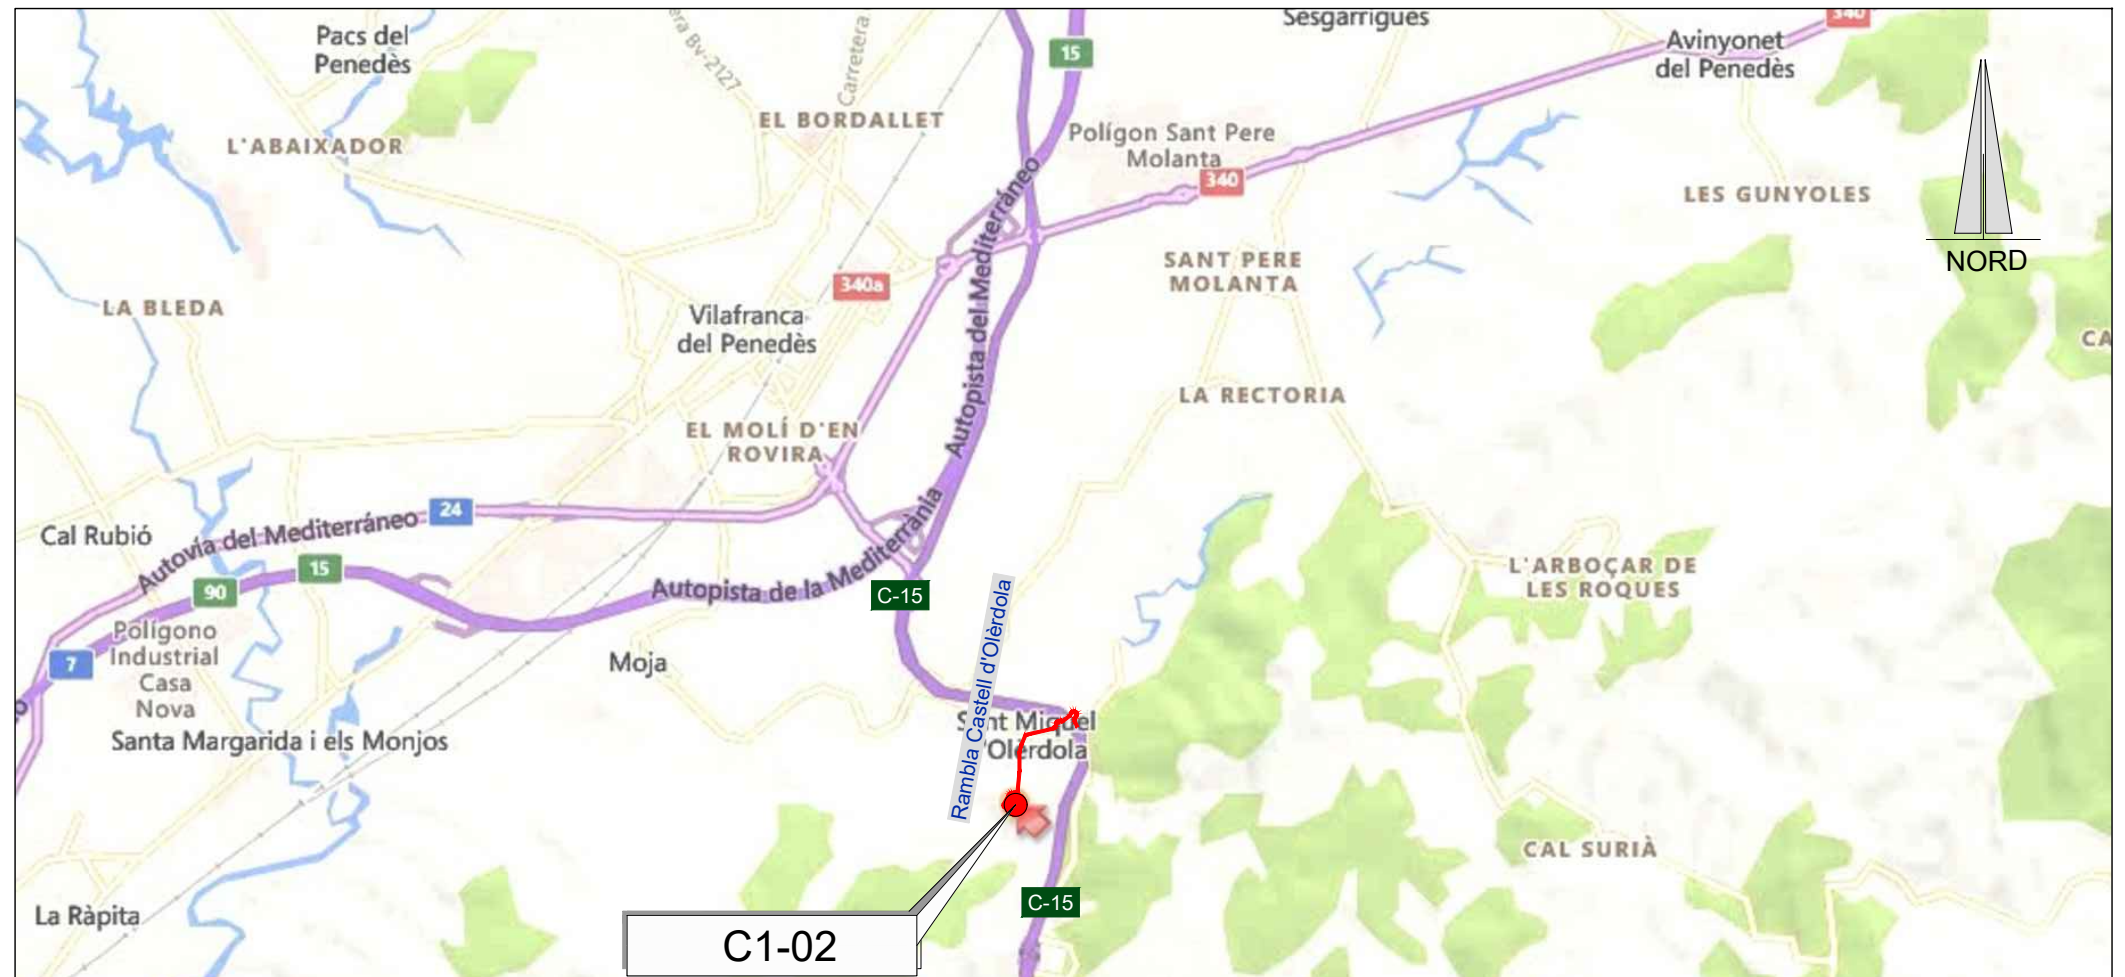 Sesgarrigues
340
Pacs del
Penedès
Avinyonet
del Penedès
15
Carretera
Bv-2127
EL BORDALLET
Polígon Sant Pere
Molanta
L'ABAIXADOR
340
LES GUNYOLES
NORD
SANT PERE
MOLANTA
340a
LA BLEDA
Vilafranca
del Penedès
Autopista del Mediterráneo
CA
LA RECTORIA
EL MOLÍ D'EN
ROVIRA
24
Cal Rubió
Autovía del Mediterráneo
15
90
Autopista de la Mediterrània
C-15
L'ARBOÇAR DE
LES ROQUES
Polígono
Industrial
Casa
Nova
7
Moja
Rambla Castell d'Olèrdola
Sant Miquel
d'Olèrdola
Santa Margarida i els Monjos
CAL SURIÀ
La Ràpita
C-15
C1-02